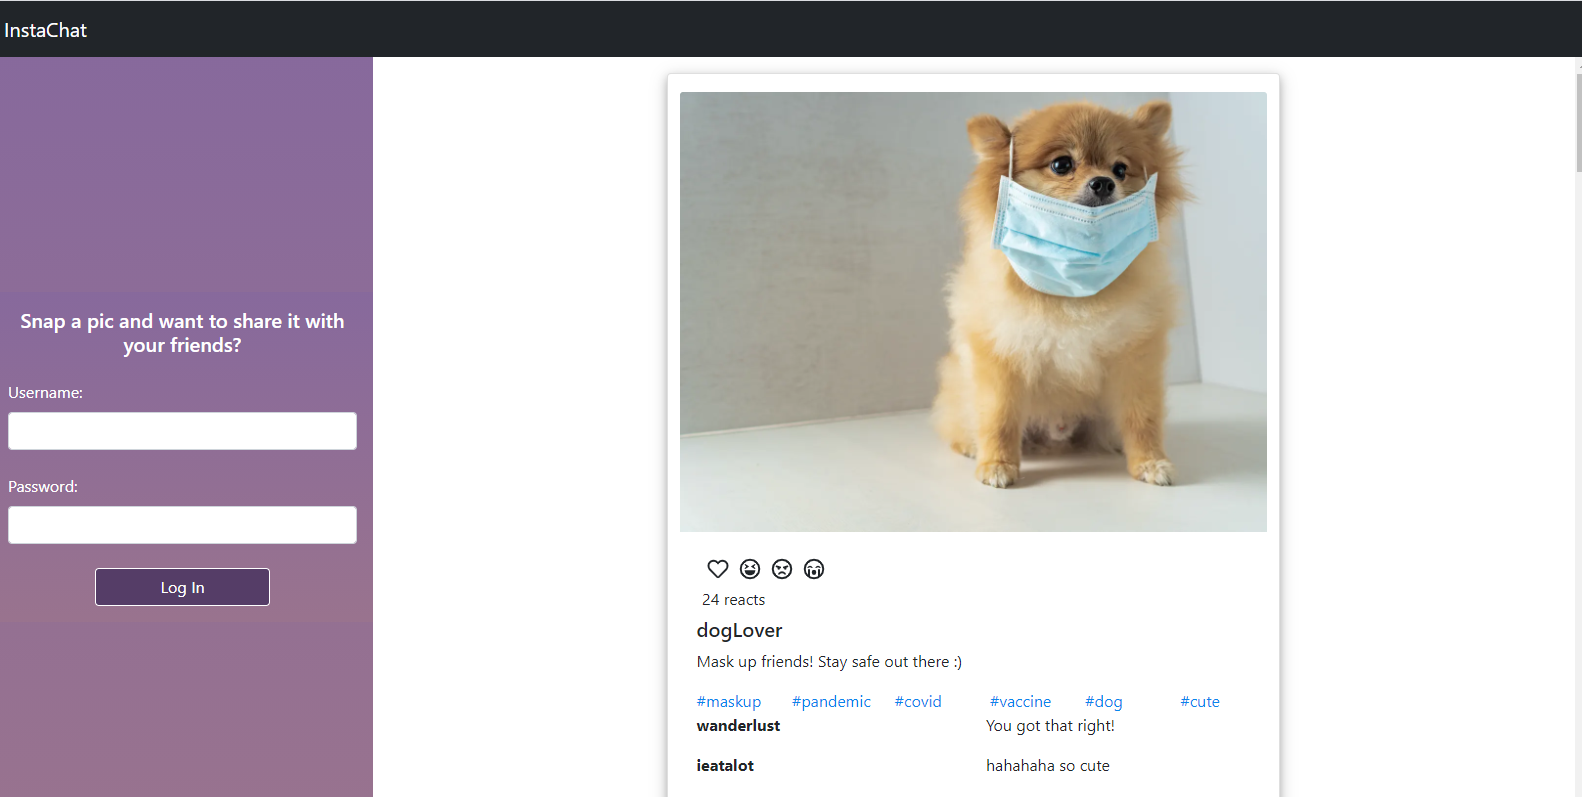 InstaChat
Snap a pic and want to share it with
your friends?
Username:
Password:
Log In
24 reacts
dogLover
Mask up friends! Stay safe out there :)
#maskup #pandemic #covid #vaccine #dog #cute
wanderlust You got that right!
ieatalot hahahaha so cute